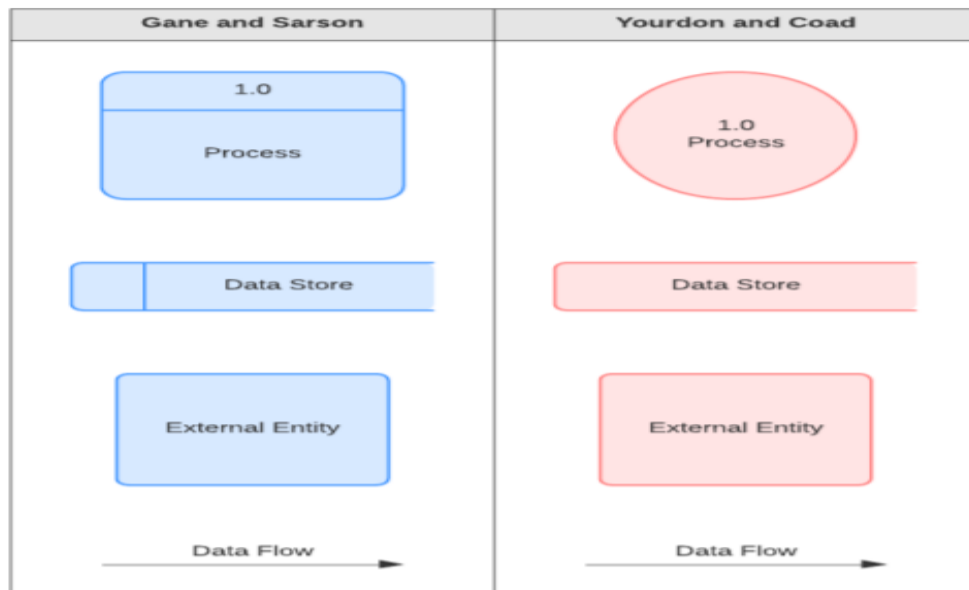 Gane and Sarson
Yourdon and Coad
1.0
Process
1.0
Process
Data Store
Data Store
External Entity
External Entity
Data Flow
Data Flow